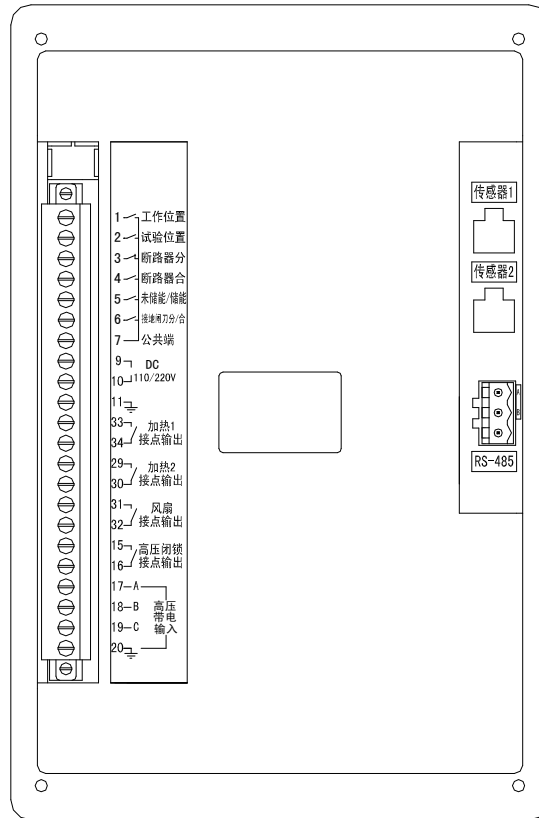 1 工作位置
2 试验位置
3 断路器分
4 断路器合
5 未储能/储能
6 接地闸刀分/合
7 公共端
9 DC
10 110/220V
11
33 加热1
34 接点输出
29 加热2
30 接点输出
31 风扇
32 接点输出
15 高压闭锁
16 接点输出
17-A
18-B 高压
带电
19-C 输入
20
传感器1
传感器2
A
B
RS-485